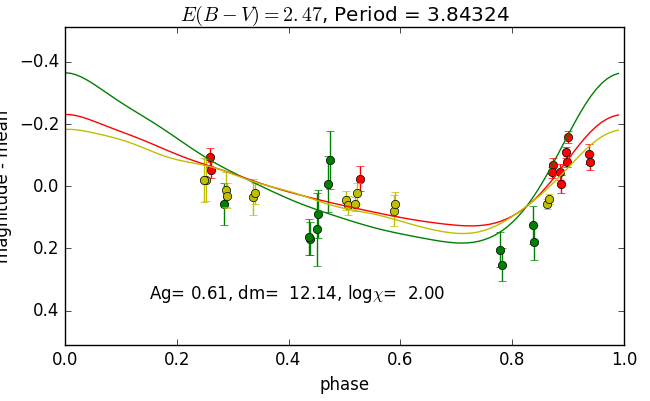 E(B − V) = 2.47, Period = 3.84324
magnitude - mean
−0.4
−0.2
0.0
0.2
0.4
Ag= 0.61, dm= 12.14, logχ= 2.00
0.0 0.2 0.4 0.6 0.8 1.0
phase